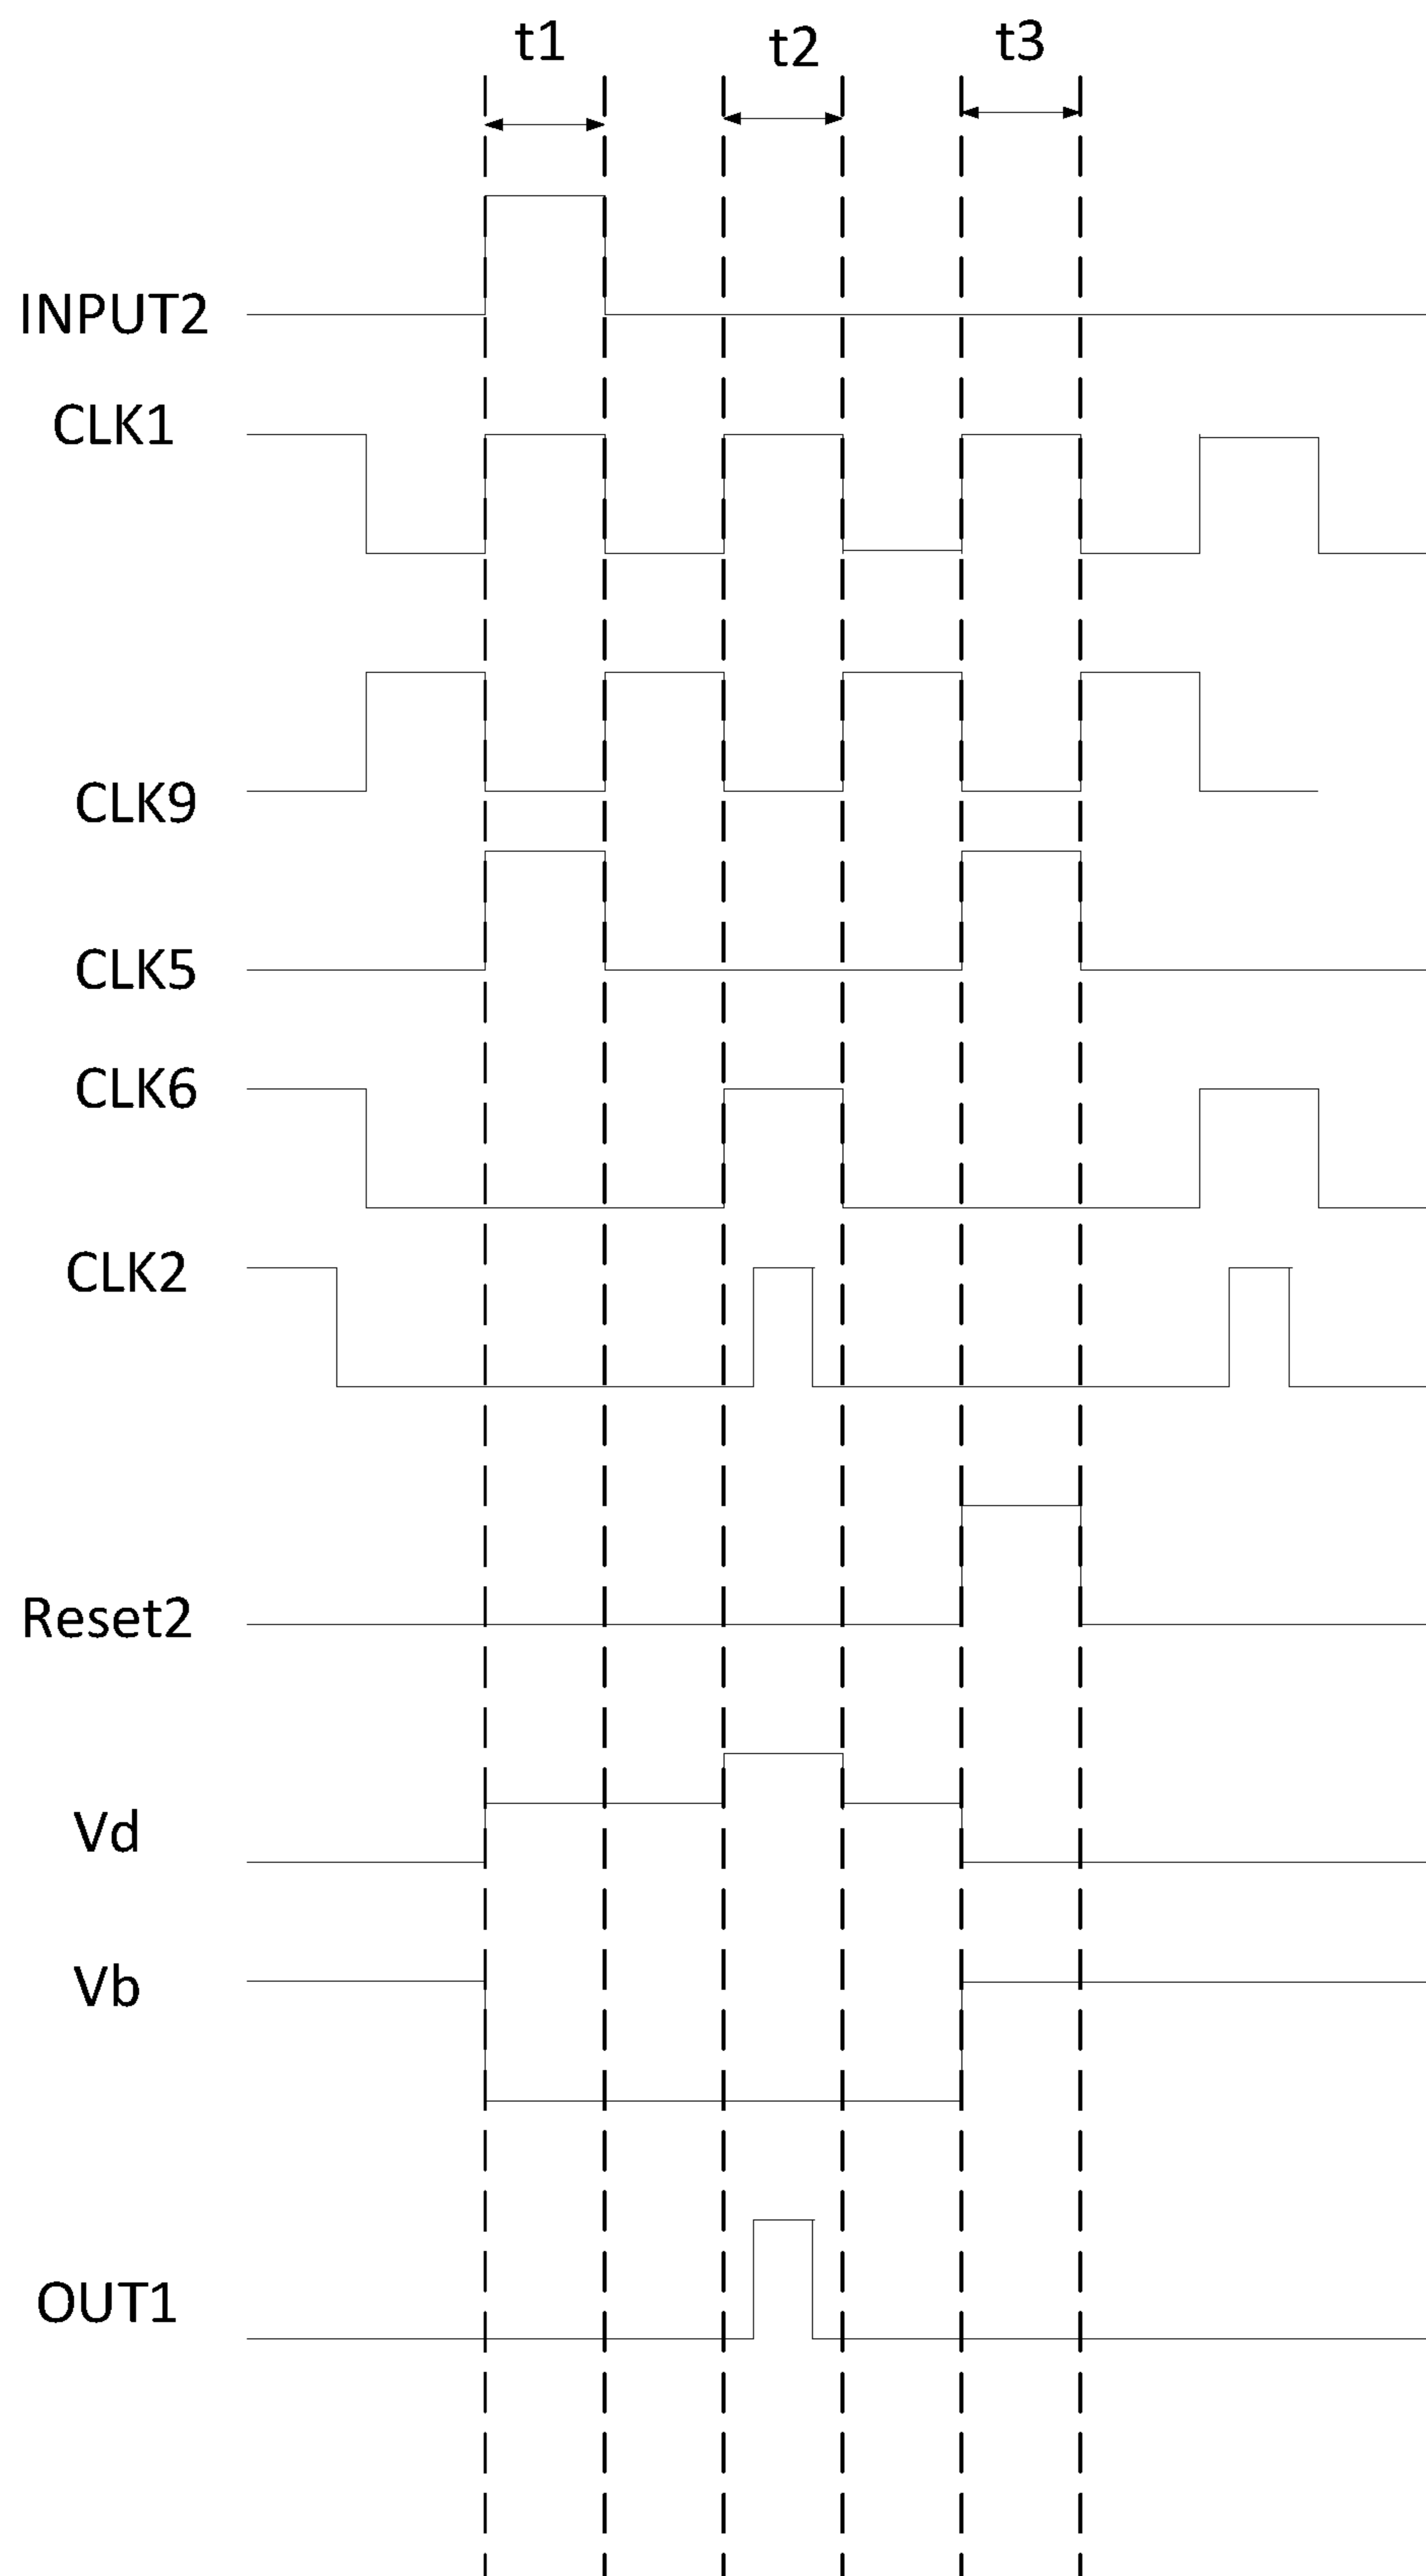 t1 t2 t3
INPUT2
CLK1
CLK9
CLK5
CLK6
CLK2
Reset2
Vd
Vb
OUT1